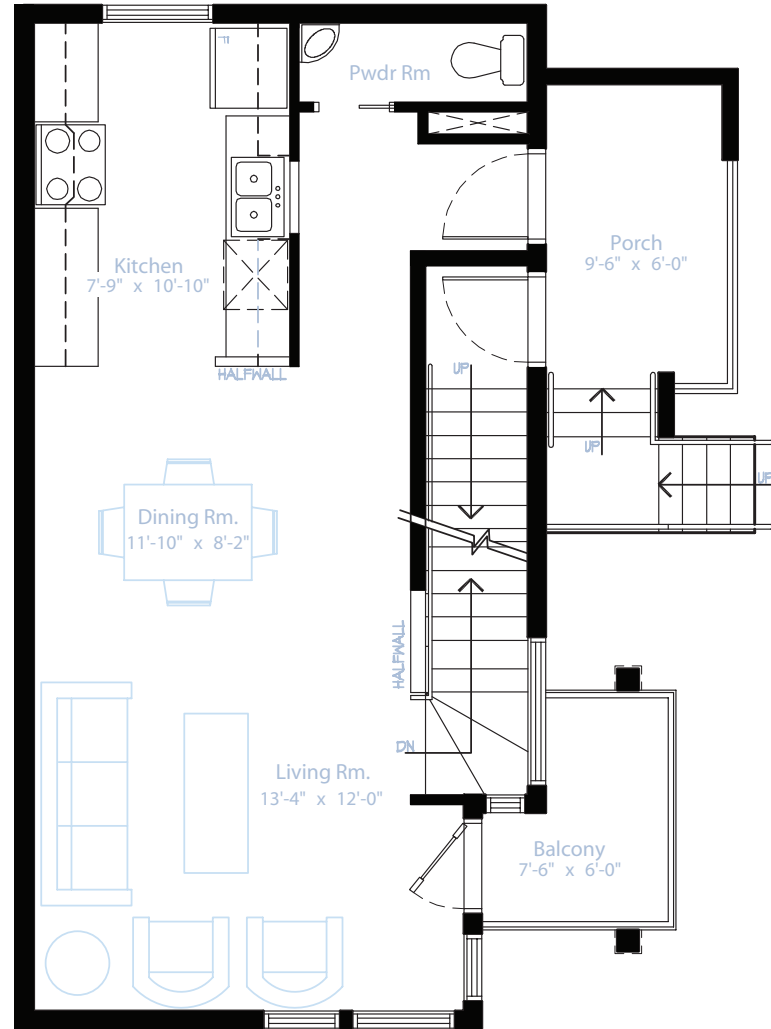 F
Pwdr Rm
Porch
9'-6" x 6'-0"
Kitchen
7'-9" x 10'-10"
HALFWALL
UP
UP
UP
Dining Rm.
11'-10" x 8'-2"
HALFWALL
DN
Living Rm.
13'-4" x 12'-0"
Balcony
7'-6" x 6'-0"